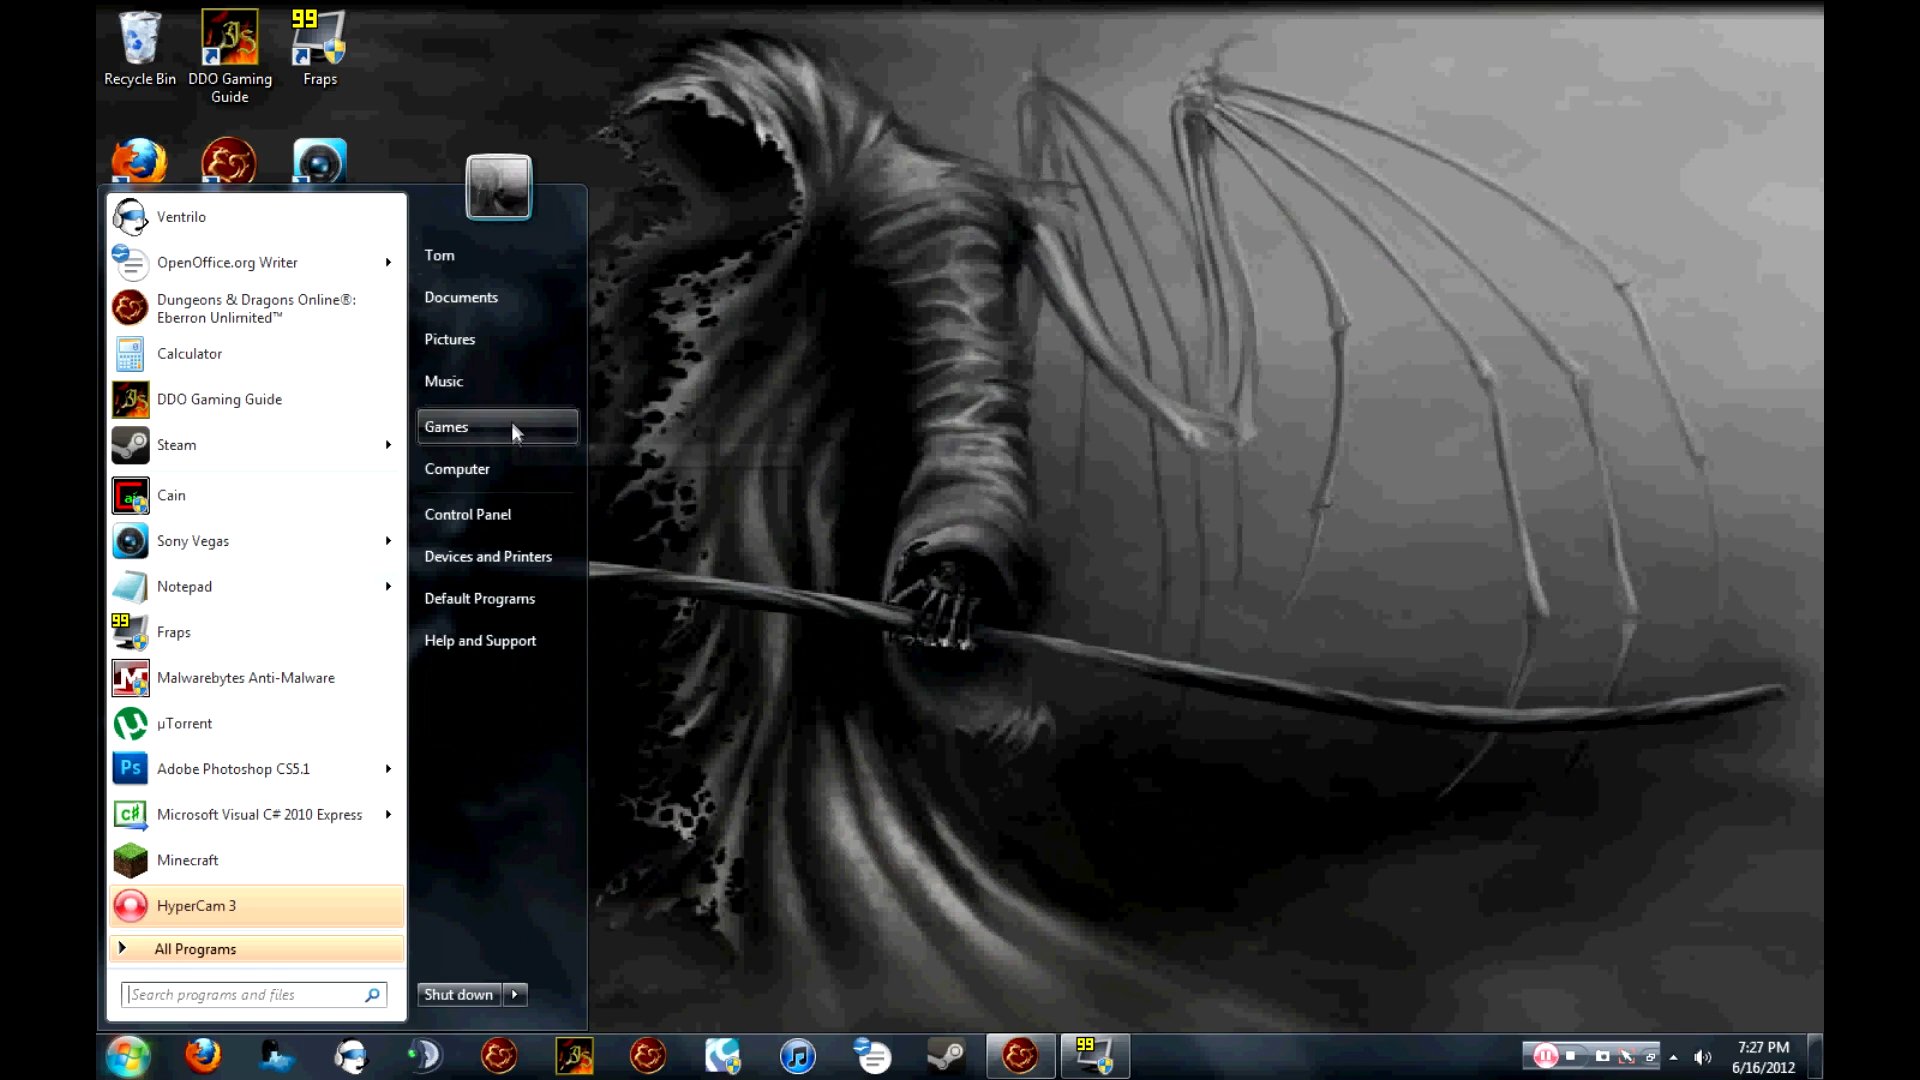 99
Recycle Bin
DDO Gaming
Guide
Fraps
Ventrilo
OpenOffice.org Writer
Dungeons & Dragons Online®:
Eberron Unlimited™
Calculator
DDO Gaming Guide
Steam
Cain
Sony Vegas
Notepad
99
Fraps
Malwarebytes Anti-Malware
µTorrent
Ps
Adobe Photoshop CS5.1
C#
Microsoft Visual C# 2010 Express
Minecraft
HyperCam 3
All Programs
Search programs and files
Tom
Documents
Pictures
Music
Games
Computer
Control Panel
Devices and Printers
Default Programs
Help and Support
Shut down
99
7:27 PM
6/16/2012